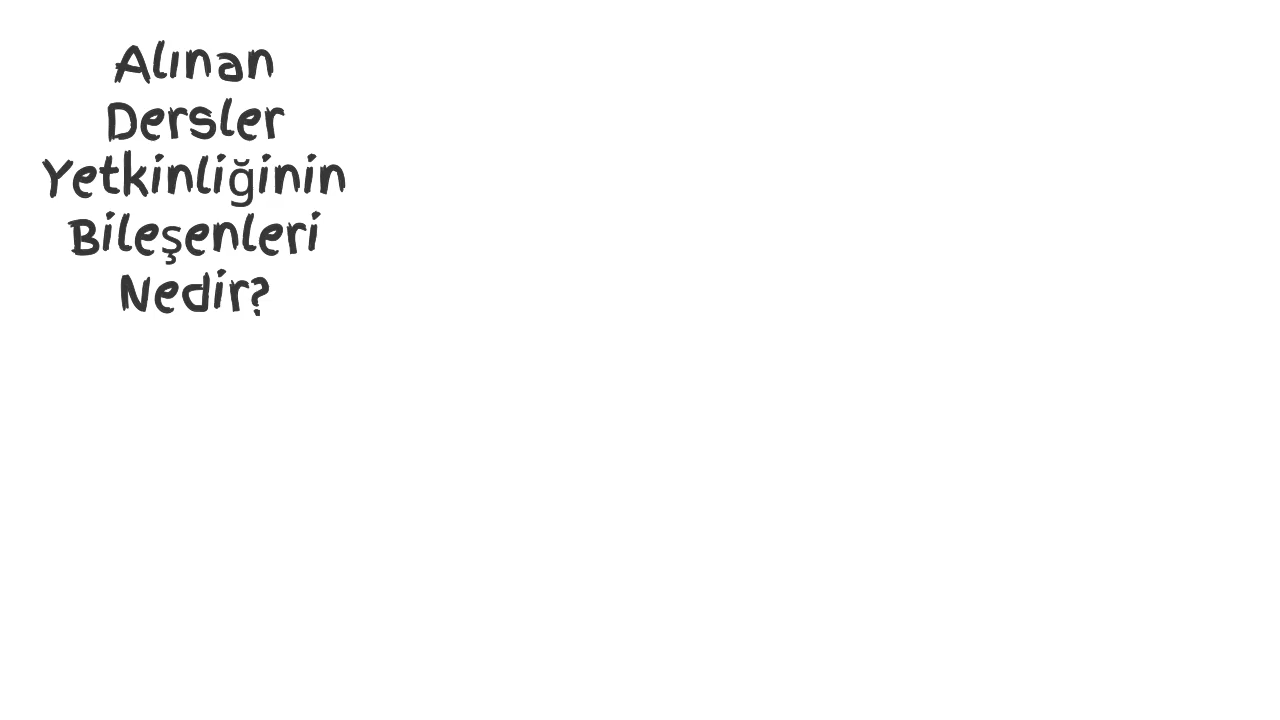 Alınan
Dersler
Yetkinliğinin
Bileşenleri
Nedir?